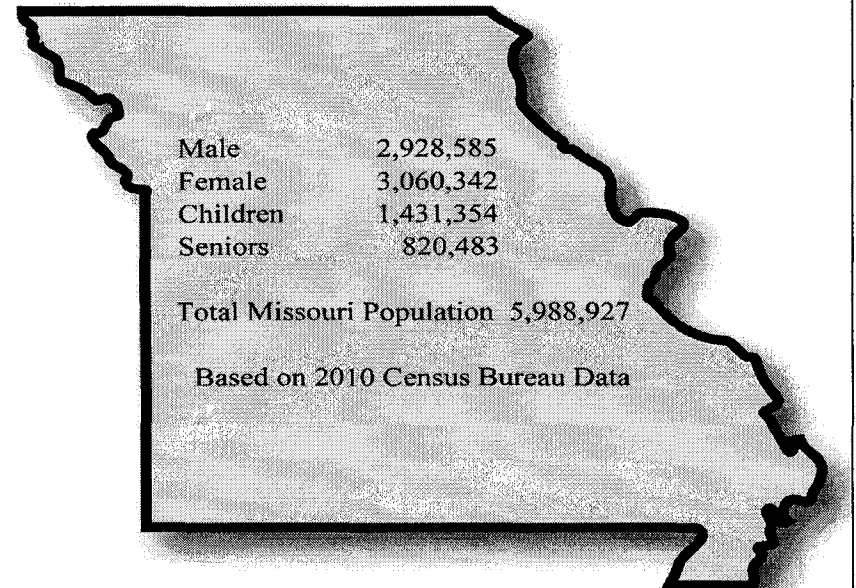 Male 2,928,585
Female 3,060,342
Children 1,431,354
Seniors 820,483
Total Missouri Population 5,988,927
Based on 2010 Census Bureau Data